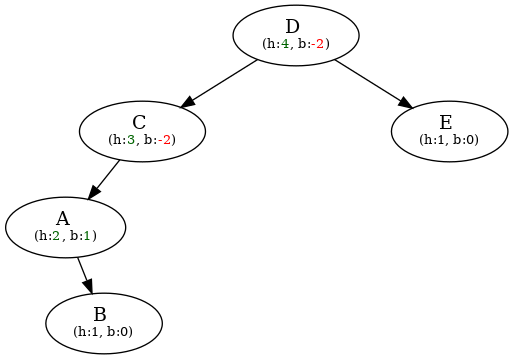 D
(h:4, b:-2)
C
(h:3, b:-2)
E
(h:1, b:0)
A
(h:2, b:1)
B
(h:1, b:0)